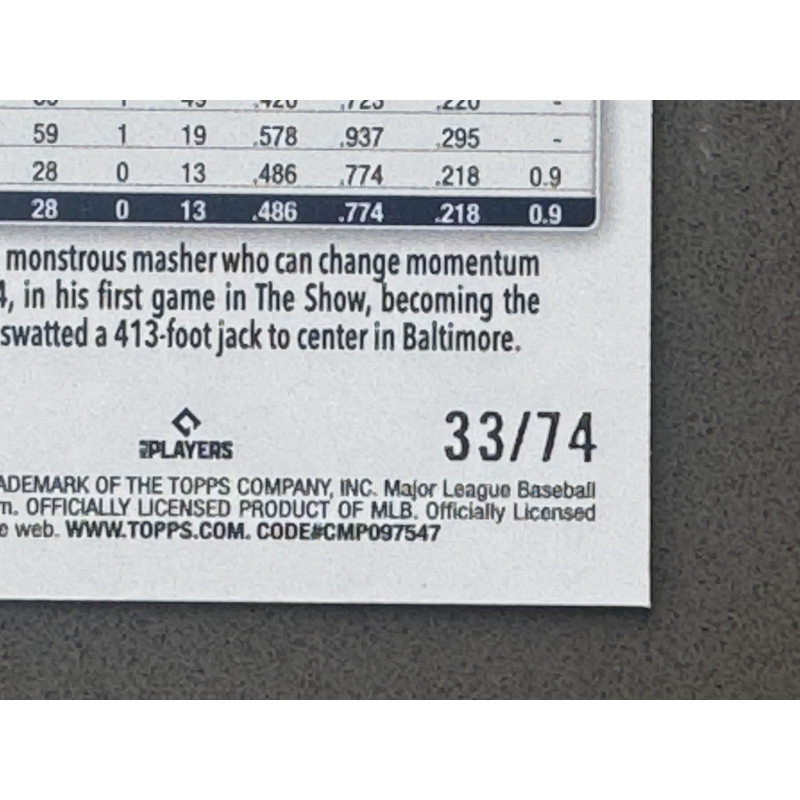 59 1 19 .578 .937 .295 -
28 0 13 .486 .774 .218 0.9
28 0 13 .486 .774 .218 0.9
monstrous masher who can change momentum
4, in his first game in The Show, becoming the
swatted a 413-foot jack to center in Baltimore.
PLAYERS
33/74
ADEMARK OF THE TOPPS COMPANY, INC. Major League Baseball
m. OFFICIALLY LICENSED PRODUCT OF MLB. Officially Licensed
e web. WWW.TOPPS.COM. CODE#CMP097547